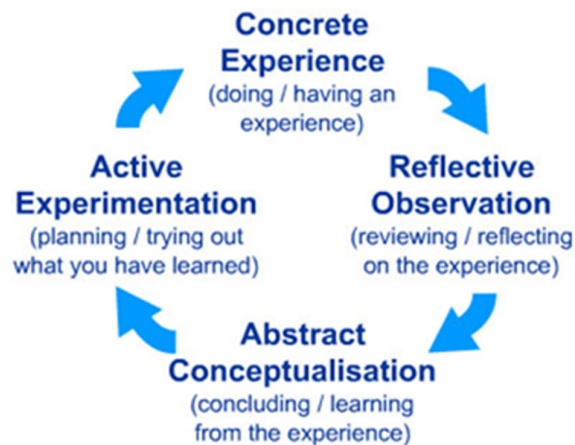 Concrete
Experience
(doing / having an
experience)
Reflective
Observation
(reviewing / reflecting
on the experience)
Abstract
Conceptualisation
(concluding / learning
from the experience)
Active
Experimentation
(planning / trying out
what you have learned)